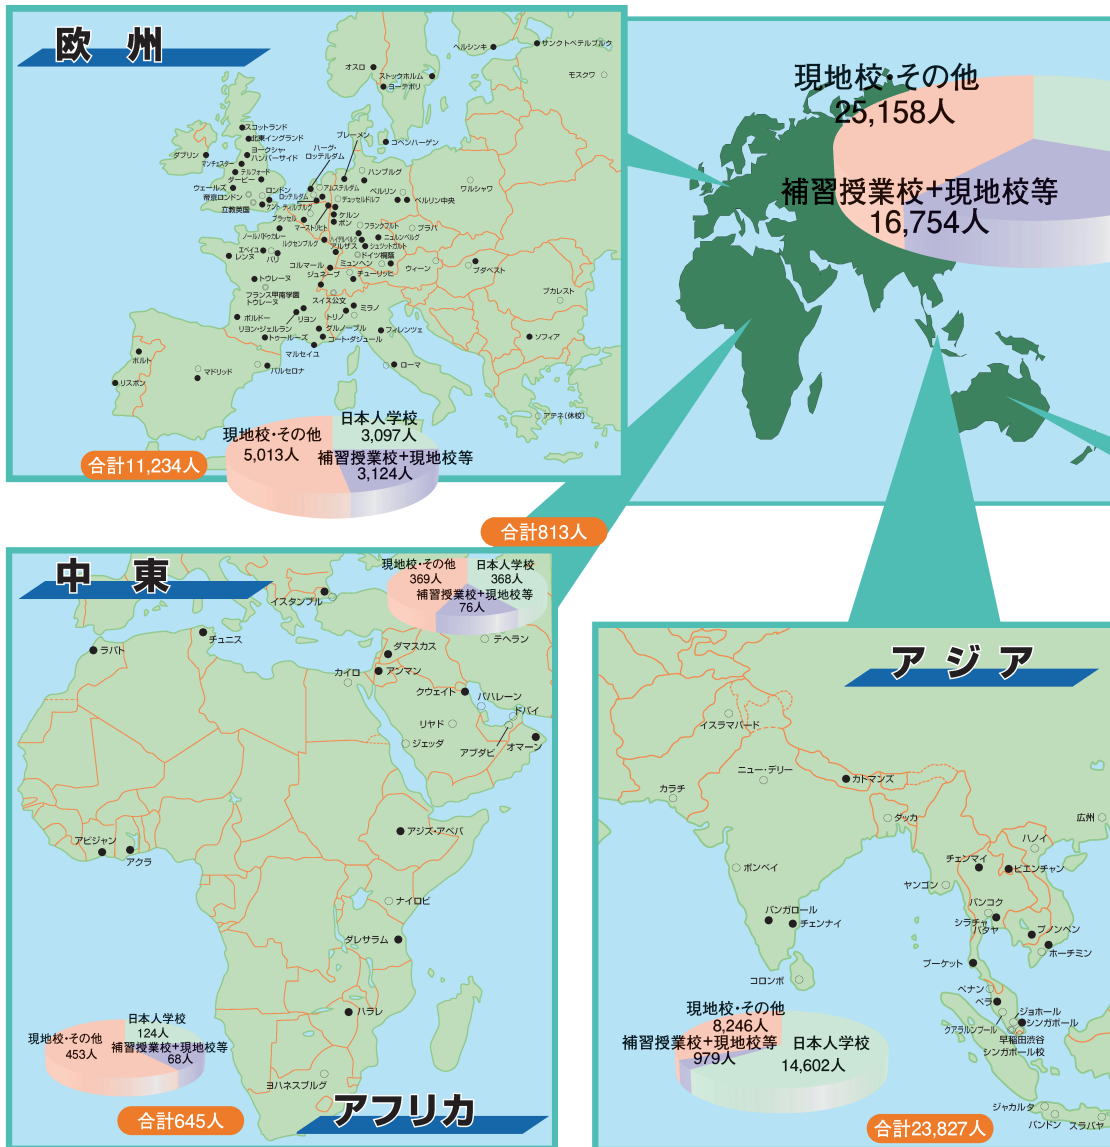 欧 州
ヘルシンキ
サンクトペテルブルク
モスクワ
オスロ
ストックホルム
ヨーテボリ
スコットランド
北東イングランド
ヨークシャ
ハンバーサイド
ダブリン
マンチェスター
テルフォード
ダービー
ウェールズ
ロンドン
帝京ロンドン
立教英国
ケント
ブレーメン
ハーグ・
ロッテルダム
コペンハーゲン
ハンブルグ
アムステルダム
ロッテルダム
ティルブルグ
デュッセルドルフ
ベルリン
ベルリン中央
ワルシャワ
ブラッセル
マーストリヒト
ケルン
ボン
フランクフルト
プラハ
ノールパドカレー
ルクセンブルグ
ハイデルベルク
ニュルンベルグ
アルザス
シュツットガルト
ドイツ桐蔭
エベイユ
レンヌ
パリ
コルマール
ミュンヘン
ウィーン
ブダペスト
ジュネーブ
チューリッヒ
トウレーヌ
フランス甲南学園
トゥレーヌ
スイス公文
ブカレスト
ボルドー
リヨン
トリノ
ミラノ
リヨン・ジェルラン
グルノーブル
フィレンツェ
トゥールーズ
コート・ダジュール
ソフィア
マルセイユ
ポルト
マドリッド
バルセロナ
ローマ
リスボン
アテネ(休校)
現地校・その他
5,013人
日本人学校
3,097人
補習授業校+現地校等
3,124人
合計11,234人
現地校・その他
25,158人
補習授業校+現地校等
16,754人
合計813人
中 東
現地校・その他
369人
日本人学校
368人
補習授業校+現地校等
76人
イスタンブル
テヘラン
チュニス
ラバト
ダマスカス
カイロ
アンマン
クウェイト
バハレーン
ドバイ
リヤド
ジェッダ
アブダビ
オマーン
アビジャン
アクラ
アジズ・アベバ
ナイロビ
ダレサラム
ハラレ
ヨハネスブルグ
現地校・その他
453人
日本人学校
124人
補習授業校+現地校等
68人
合計645人
アフリカ
アジア
イスラマバード
ニュー・デリー
カトマンズ
カラチ
ダッカ
広州
ハノイ
チェンマイ
ビエンチャン
ボンベイ
ヤンゴン
バンガロール
チェンナイ
バンコク
シラチャ
パタヤ
プノンペン
ホーチミン
プーケット
コロンボ
ペナン
ペラ
ジョホール
シンガポール
クアラルンプール
早稲田渋谷
シンガポール校
ジャカルタ
バンドン
スラバヤ
現地校・その他
8,246人
補習授業校+現地校等
979人
日本人学校
14,602人
合計23,827人